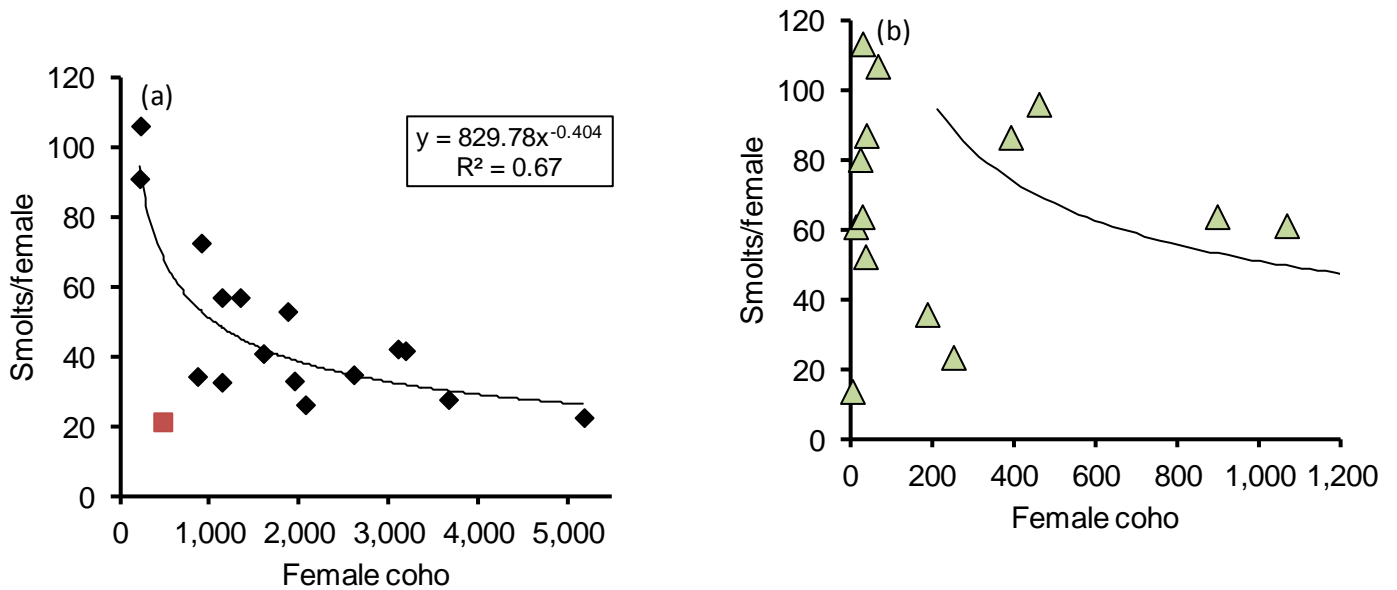 (a)
y = 829.78x^-0.404
R² = 0.67
Smolts/female
120
100
80
60
40
20
0
0 1,000 2,000 3,000 4,000 5,000
Female coho
(b)
Smolts/female
120
100
80
60
40
20
0
0 200 400 600 800 1,000 1,200
Female coho